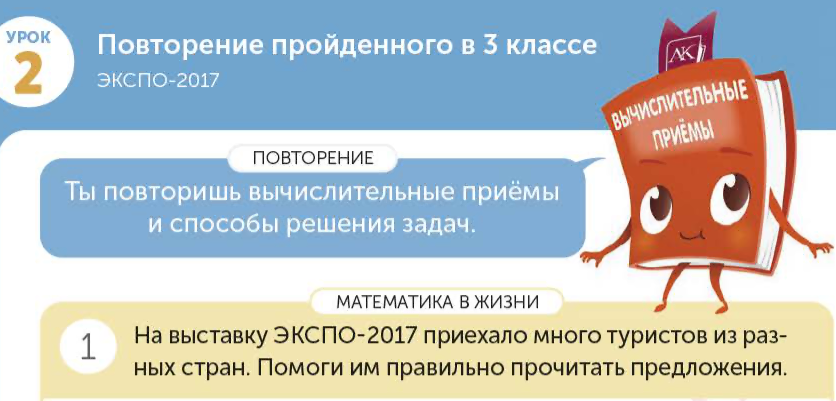 УРОК
2
Повторение пройденного в 3 классе
ЭКСПО-2017
АК
ВЫЧИСЛИТЕЛЬНЫЕ
ПРИЁМЫ
ПОВТОРЕНИЕ
Ты повторишь вычислительные приёмы
и способы решения задач.
МАТЕМАТИКА В ЖИЗНИ
1
На выставку ЭКСПО-2017 приехало много туристов из раз-
ных стран. Помоги им правильно прочитать предложения.